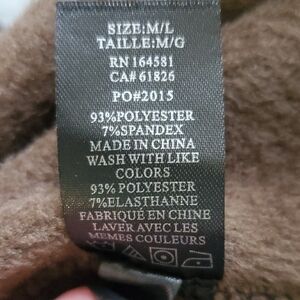 SIZE:M/L
TAILLE:M/G
RN 164581
CA# 61826
PO#2015
93%POLYESTER
7%SPANDEX
MADE IN CHINA
WASH WITH LIKE
COLORS
93% POLYESTER
7%ELASTHANNE
FABRIQUÉ EN CHINE
LAVER AVEC LES
MEMES COULEURS